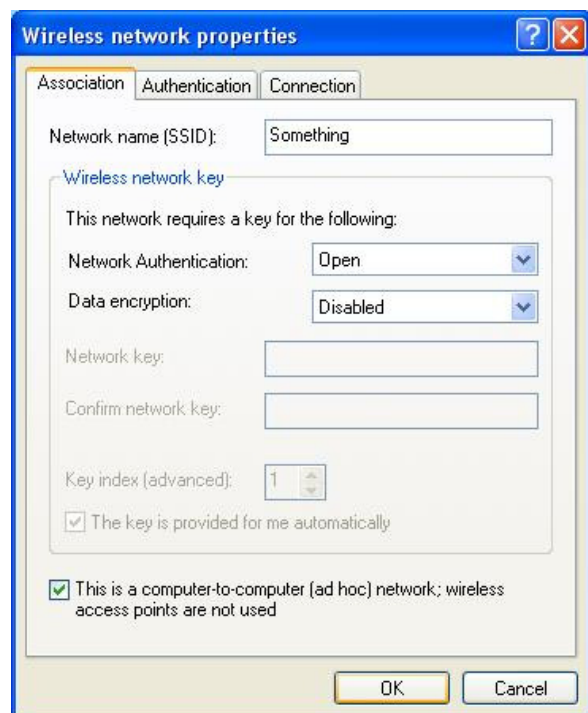 Wireless network properties
Association Authentication Connection
Network name (SSID): Something
Wireless network key
This network requires a key for the following:
Network Authentication: Open
Data encryption: Disabled
Network key:
Confirm network key:
Key index (advanced): 1
The key is provided for me automatically
This is a computer-to-computer (ad hoc) network; wireless
access points are not used
OK Cancel